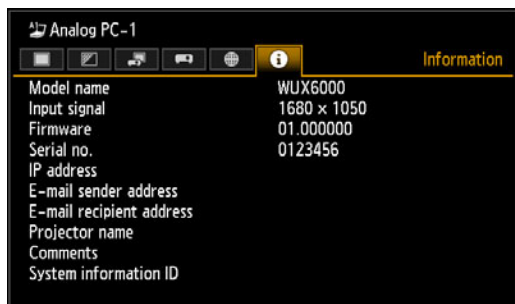 Analog PC-1
Information
Model name WUX6000
Input signal 1680 × 1050
Firmware 01.000000
Serial no. 0123456
IP address
E-mail sender address
E-mail recipient address
Projector name
Comments
System information ID